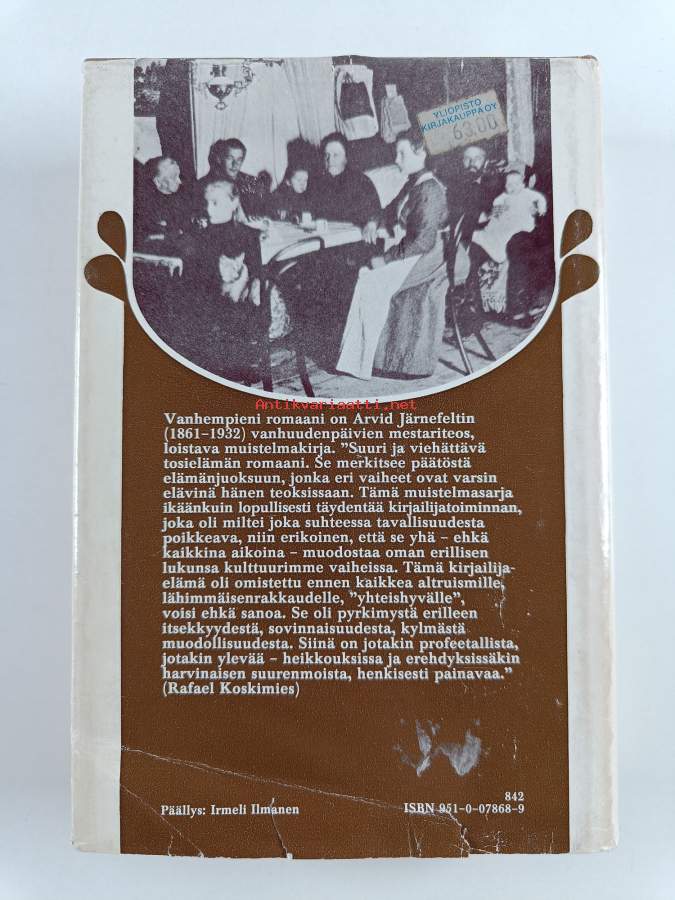 YLIOPISTO
KIRJAKAUPPA OY
63.00
Antikvariaatti.net
Vanhempieni romaani on Arvid Järnefeltin
(1861–1932) vanhuudenpäivien mestariteos,
loistava muistelmakirja. ”Suuri ja viehättävä
tosielämän romaani. Se merkitsee päätöstä
elämänjuoksuun, jonka eri vaiheet ovat varsin
elävinä hänen teoksissaan. Tämä muistelmasarja
ikäänkuin lopullisesti täydentää kirjailijatoiminnan,
joka oli miltei joka suhteessa tavallisuudesta
poikkeava, niin erikoinen, että se yhä – ehkä
kaikkina aikoina – muodostaa oman erillisen
lukunsa kulttuurimme vaiheissa. Tämä kirjailija-
elämä oli omistettu ennen kaikkea altruismille,
lähimmäisenrakkaudelle, ”yhteishyvälle”,
voisi ehkä sanoa. Se oli pyrkimystä erilleen
itsekkyydestä, sovinnaisuudesta, kylmästä
muodollisuudesta. Siinä on jotakin profeetallista,
jotakin ylevää – heikkouksissa ja erehdyksissäkin
harvinaisen suurenmoista, henkisesti painavaa.”
(Rafael Koskimies)
842
Päällys: Irmeli Ilmanen
ISBN 951-0-07868-9